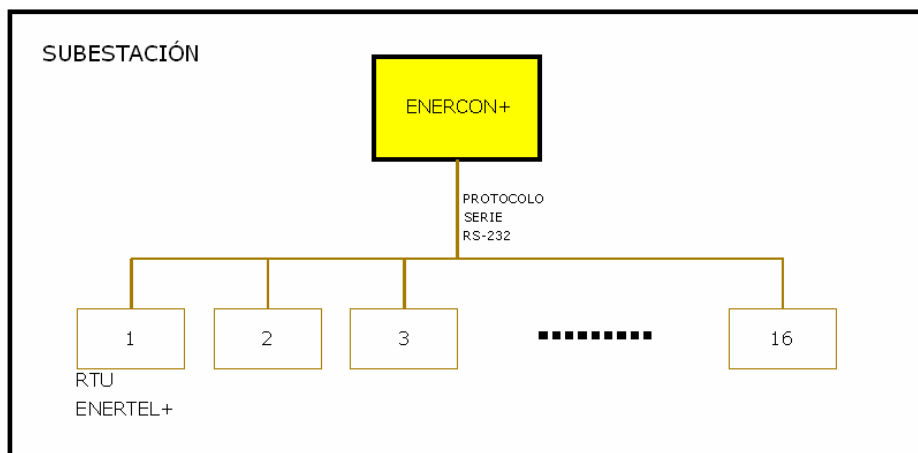 SUBESTACIÓN
ENERCON+
PROTOCOLO
SERIE
RS-232
1
2
3
16
RTU
ENERTEL+